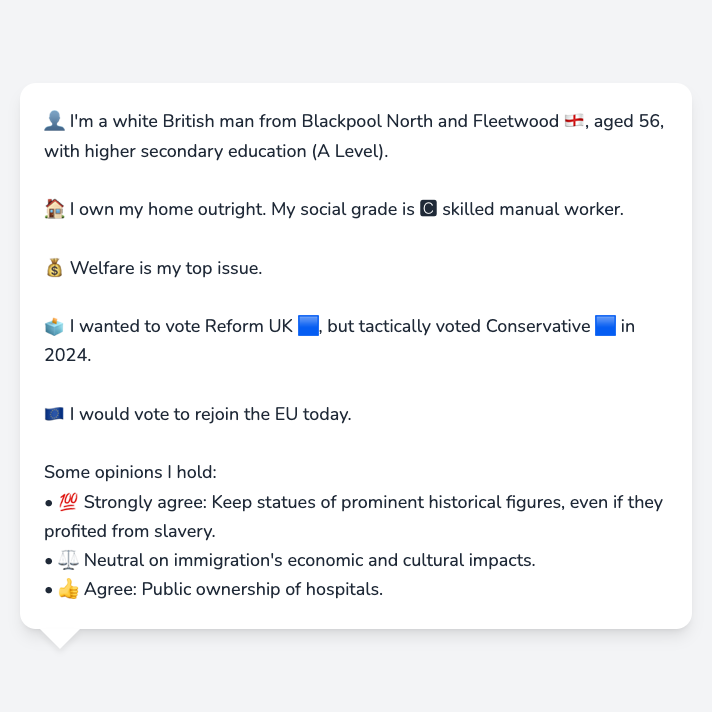 👤 I'm a white British man from Blackpool North and Fleetwood 🏴󠁧󠁢󠁥󠁮󠁧󠁿, aged 56,
with higher secondary education (A Level).
🏠 I own my home outright. My social grade is 🅲 skilled manual worker.
💰 Welfare is my top issue.
🗳️ I wanted to vote Reform UK 🟦, but tactically voted Conservative 🟦 in
2024.
🇪🇺 I would vote to rejoin the EU today.
Some opinions I hold:
• 💯 Strongly agree: Keep statues of prominent historical figures, even if they
profited from slavery.
• ⚖️ Neutral on immigration's economic and cultural impacts.
• 👍 Agree: Public ownership of hospitals.